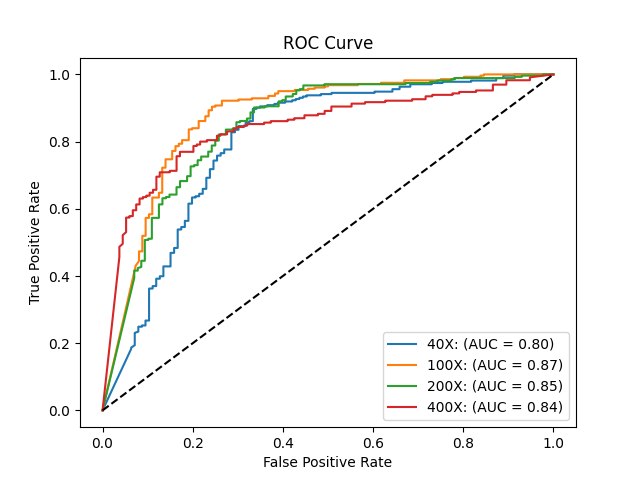 ROC Curve
1.0
0.8
0.6
0.4
0.2
0.0
True Positive Rate
0.0 0.2 0.4 0.6 0.8 1.0
False Positive Rate
40X: (AUC = 0.80)
100X: (AUC = 0.87)
200X: (AUC = 0.85)
400X: (AUC = 0.84)